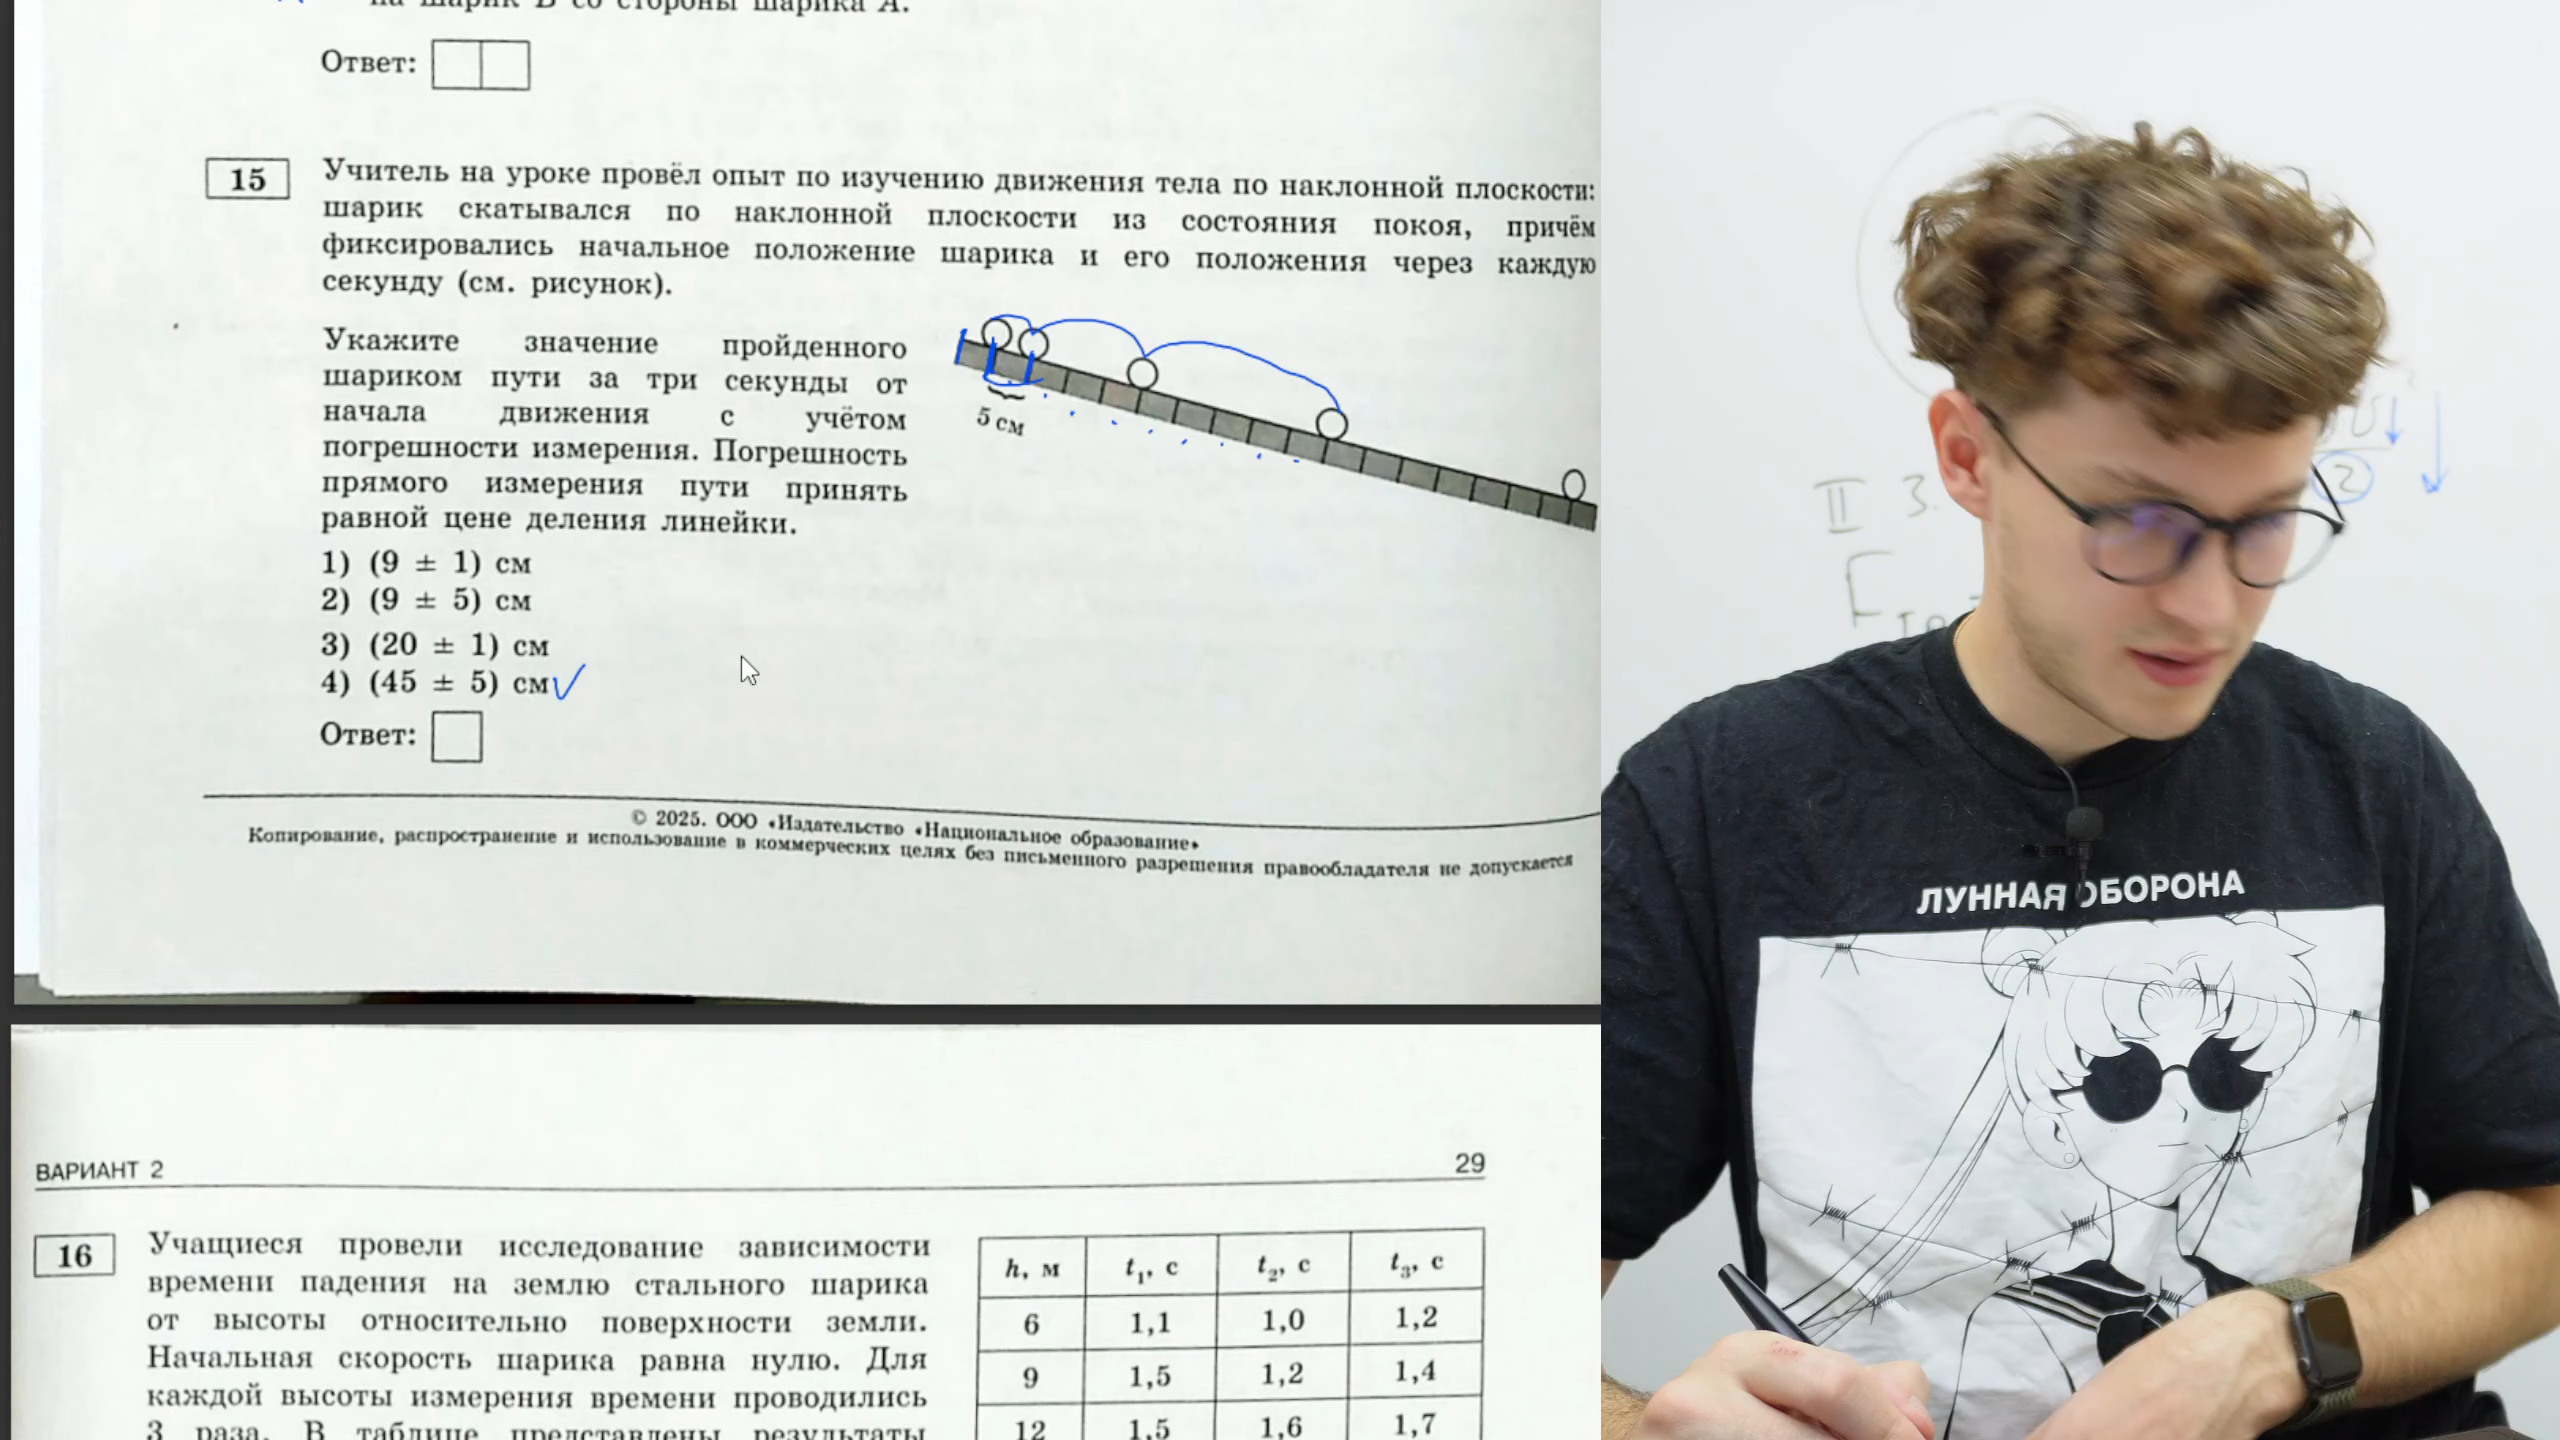 на шарик B со стороны шарика A.
Ответ:
15
Учитель на уроке провёл опыт по изучению движения тела по наклонной плоскости:
шарик скатывался по наклонной плоскости из состояния покоя, причём
фиксировались начальное положение шарика и его положения через каждую
секунду (см. рисунок).
Укажите значение пройденного
шариком пути за три секунды от
начала движения с учётом
погрешности измерения. Погрешность
прямого измерения пути принять
равной цене деления линейки.
5 см
1) (9 ± 1) см
2) (9 ± 5) см
3) (20 ± 1) см
4) (45 ± 5) см
Ответ:
© 2025. ООО «Издательство «Национальное образование»
Копирование, распространение и использование в коммерческих целях без письменного разрешения правообладателя не допускается
ВАРИАНТ 2
29
16
Учащиеся провели исследование зависимости
времени падения на землю стального шарика
от высоты относительно поверхности земли.
Начальная скорость шарика равна нулю. Для
каждой высоты измерения времени проводились
3 раза. В таблице представлены результаты
h, м t₁, с t₂, с t₃, с
6 1,1 1,0 1,2
9 1,5 1,2 1,4
12 1,5 1,6 1,7
II 3.
2
ЛУННАЯ ОБОРОНА